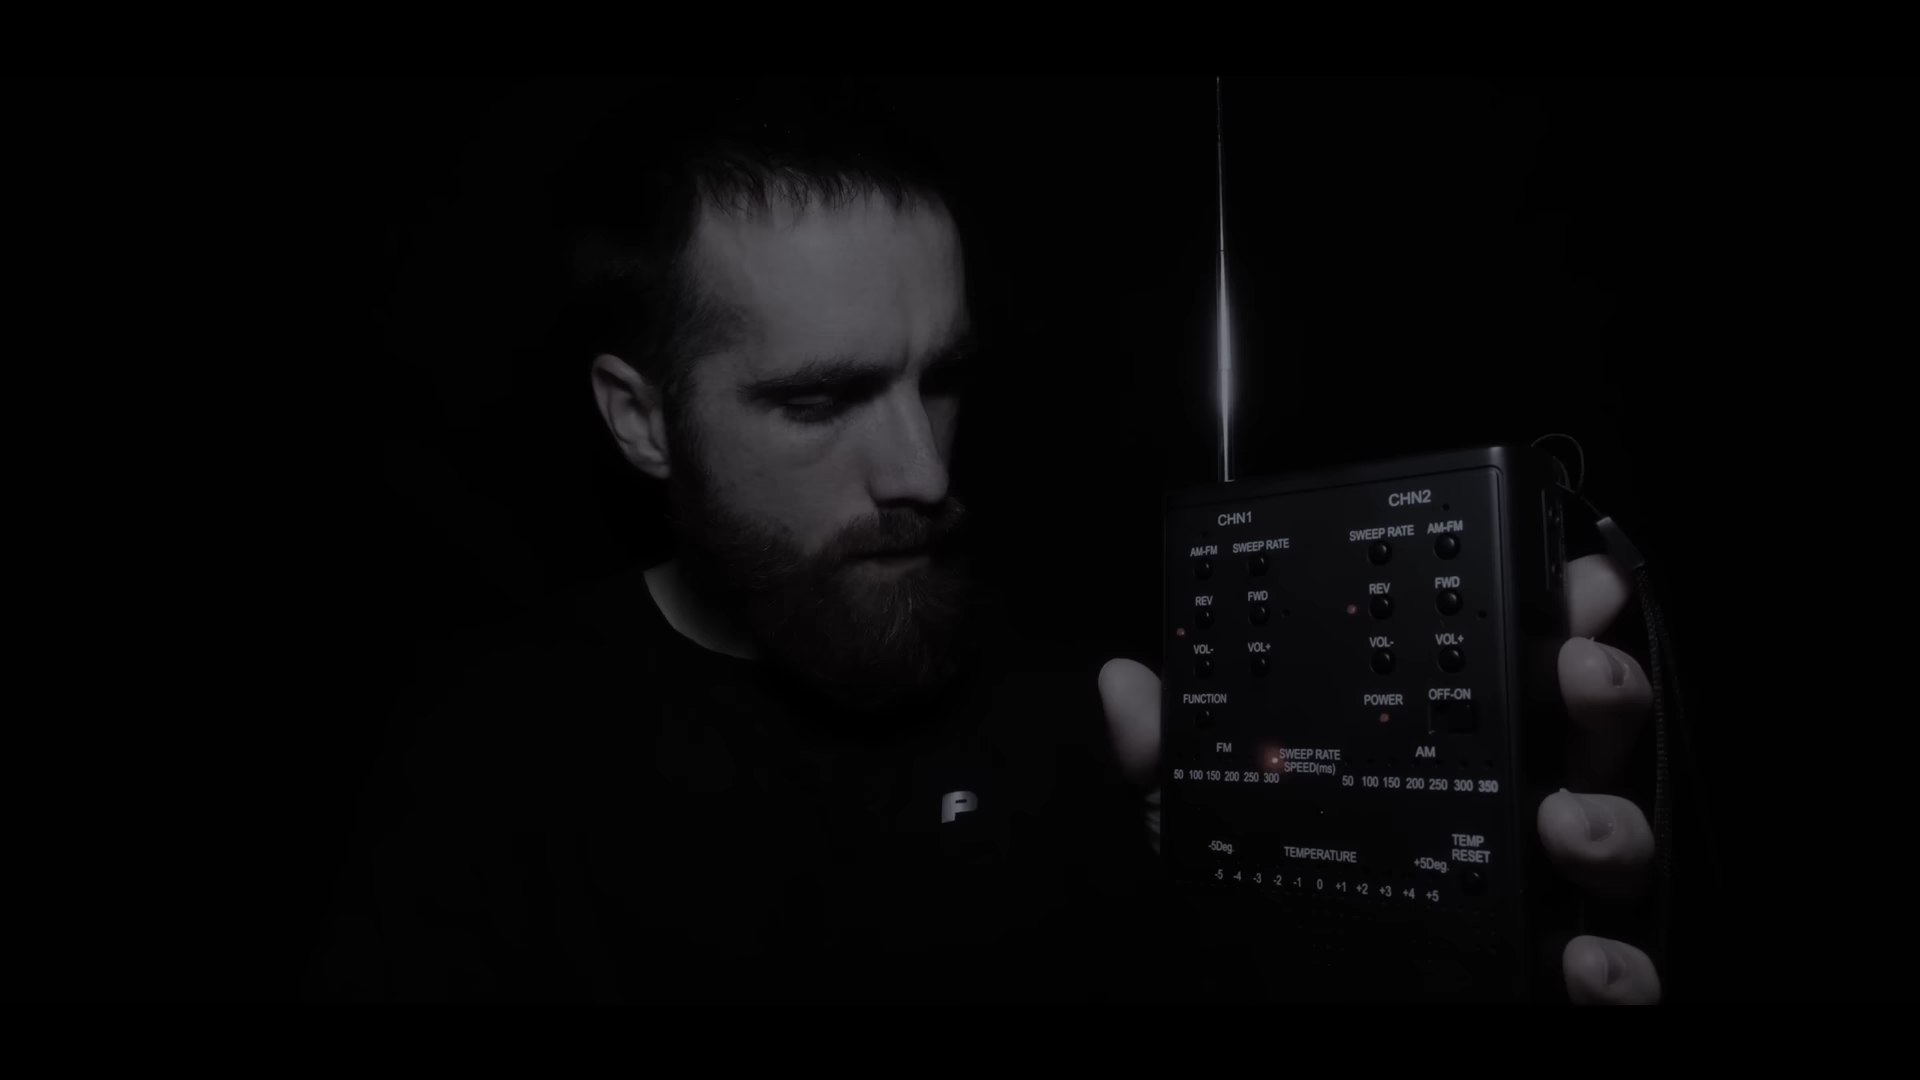 CHN1
CHN2
AM-FM SWEEP RATE
SWEEP RATE AM-FM
REV FWD
REV FWD
VOL- VOL+
VOL- VOL+
FUNCTION
POWER OFF-ON
FM
SWEEP RATE
SPEED(ms)
AM
50 100 150 200 250 300
50 100 150 200 250 300 350
-5Deg.
TEMPERATURE
+5Deg.
TEMP
RESET
-5 -4 -3 -2 -1 0 +1 +2 +3 +4 +5
P